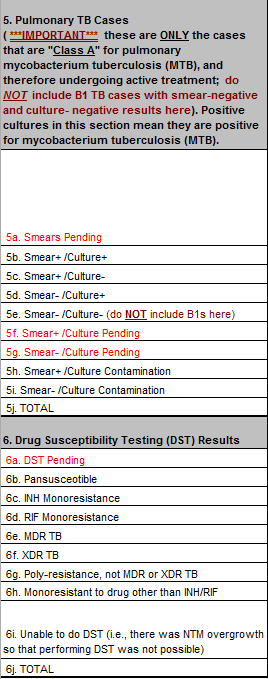 5. Pulmonary TB Cases
( ***IMPORTANT*** these are ONLY the cases
that are "Class A" for pulmonary
mycobacterium tuberculosis (MTB), and
therefore undergoing active treatment; do
NOT include B1 TB cases with smear-negative
and culture- negative results here). Positive
cultures in this section mean they are positive
for mycobacterium tuberculosis (MTB).
5a. Smears Pending
5b. Smear+ /Culture+
5c. Smear+ /Culture-
5d. Smear- /Culture+
5e. Smear- /Culture- (do NOT include B1s here)
5f. Smear+ /Culture Pending
5g. Smear- /Culture Pending
5h. Smear+ /Culture Contamination
5i. Smear- /Culture Contamination
5j. TOTAL
6. Drug Susceptibility Testing (DST) Results
6a. DST Pending
6b. Pansusceotible
6c. INH Monoresistance
6d. RIF Monoresistance
6e. MDR TB
6f. XDR TB
6g. Poly-resistance, not MDR or XDR TB
6h. Monoresistant to drug other than INH/RIF
6i. Unable to do DST (i.e., there was NTM overgrowth
so that performing DST was not possible)
6j. TOTAL